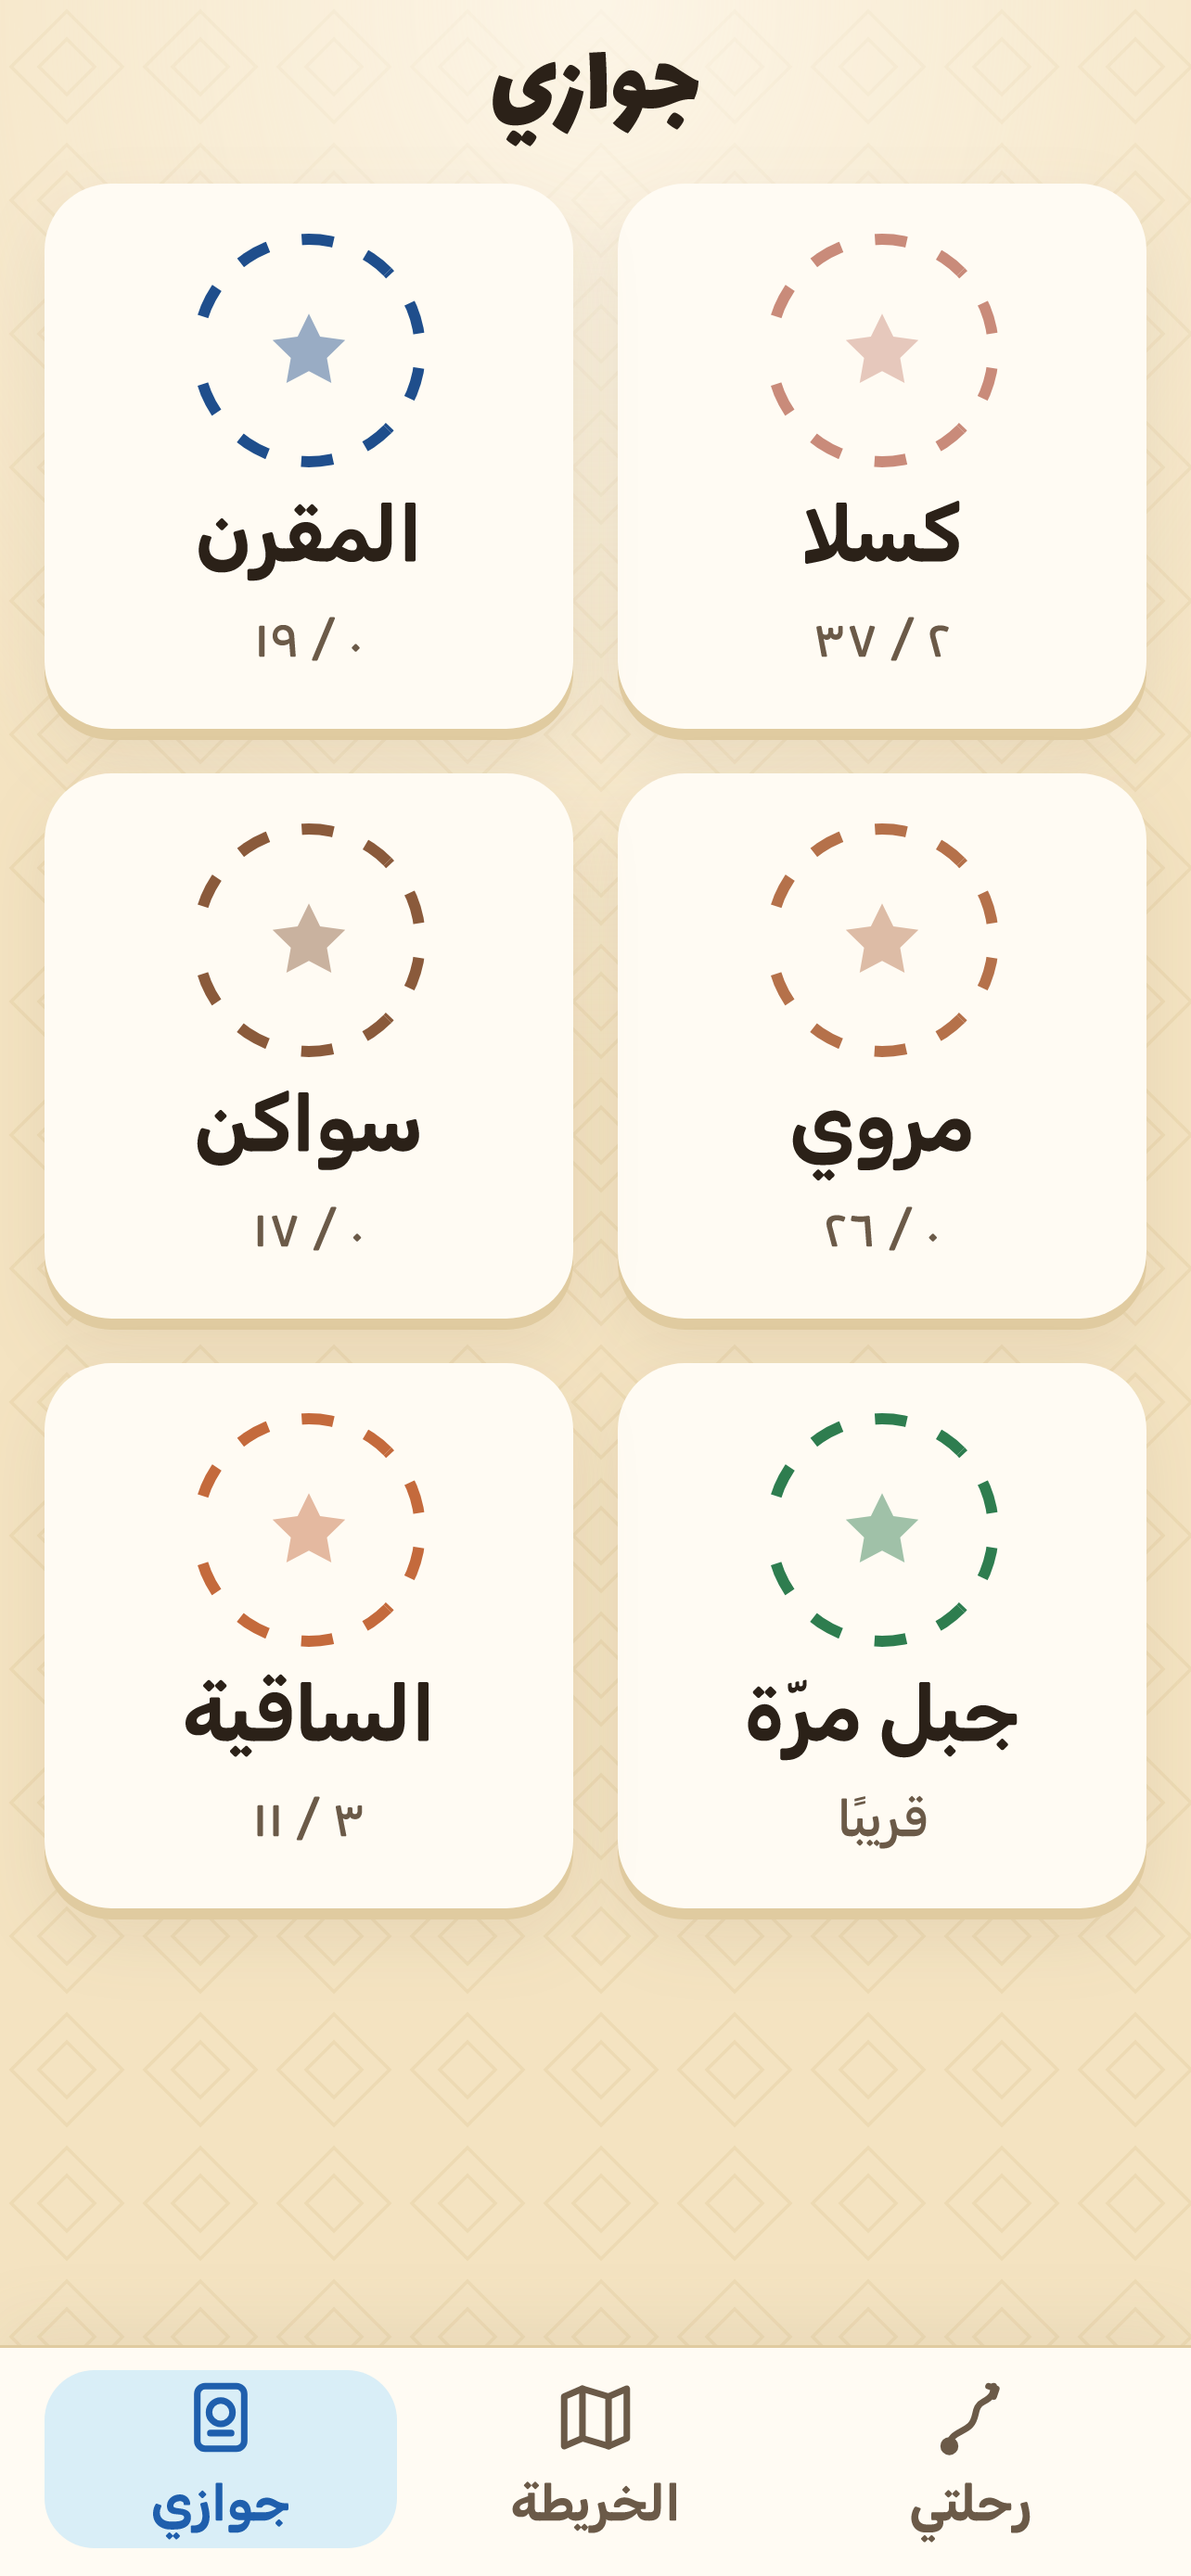 جوازي
كسلا
٢ / ٣٧
المقرن
٠ / ١٩
مروي
٠ / ٢٦
سواكن
٠ / ١٧
جبل مرّة
قريبًا
الساقية
٣ / ١١
رحلتي
الخريطة
جوازي